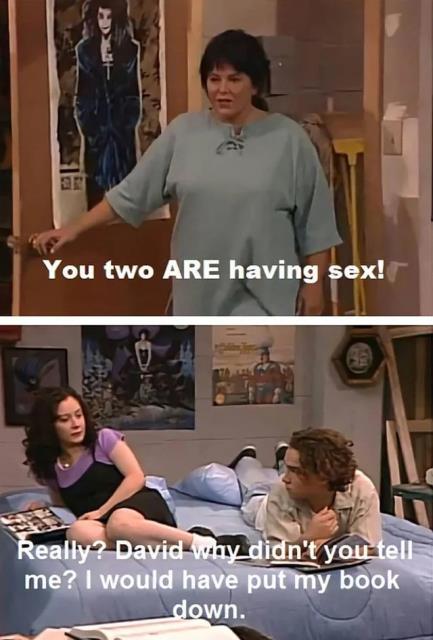 You two ARE having sex!
Really? David why didn't you tell
me? I would have put my book
down.